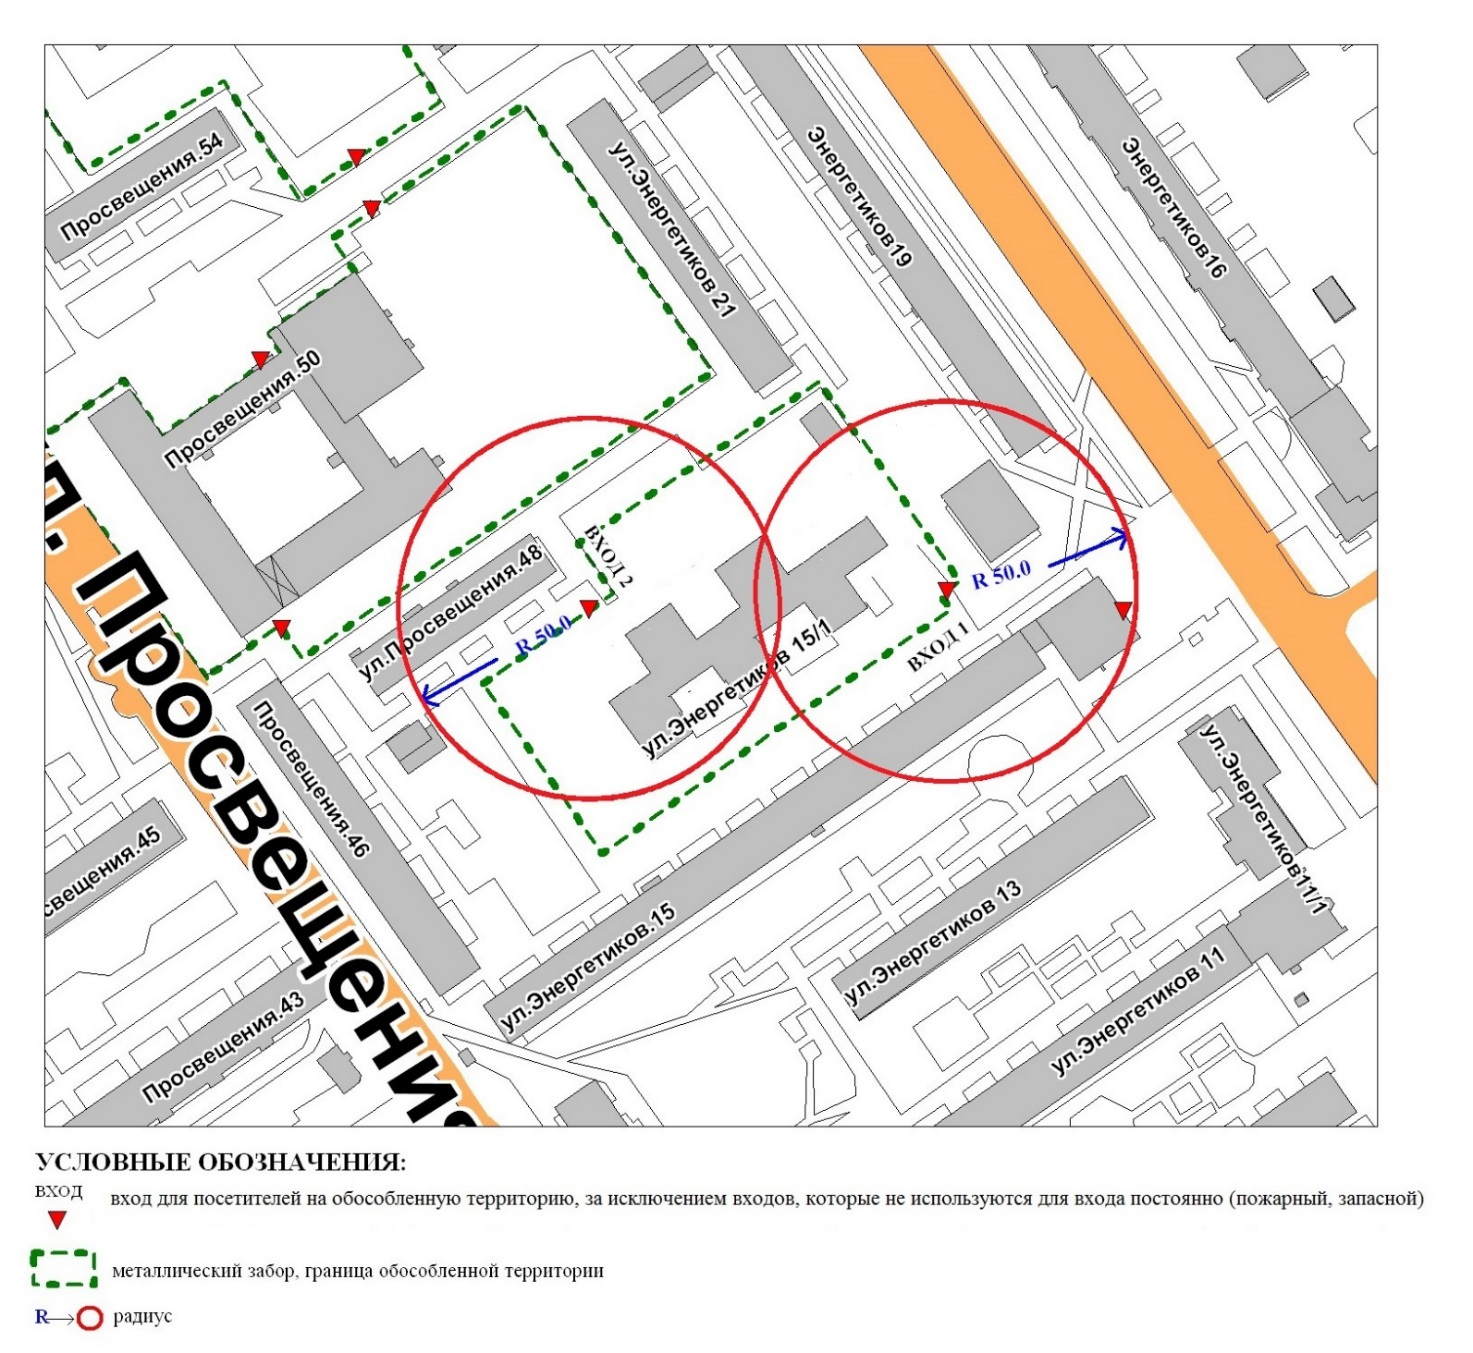 Просвещения.54
ул.Энергетиков 21
Энергетиков19
Энергетиков16
Просвещения.50
ВХОД 2
ул.Просвещения.48
R 50.0
R 50.0
ул.Энергетиков 15/1
ВХОД 1
л. Просвещения
Просвещения.46
свещения.45
ул.Энергетиков11/1
ул.Энергетиков.15
ул.Энергетиков 13
ул.Энергетиков 11
Просвещения.43
УСЛОВНЫЕ ОБОЗНАЧЕНИЯ:
ВХОД
вход для посетителей на обособленную территорию, за исключением входов, которые не используются для входа постоянно (пожарный, запасной)
металлический забор, граница обособленной территории
R
радиус